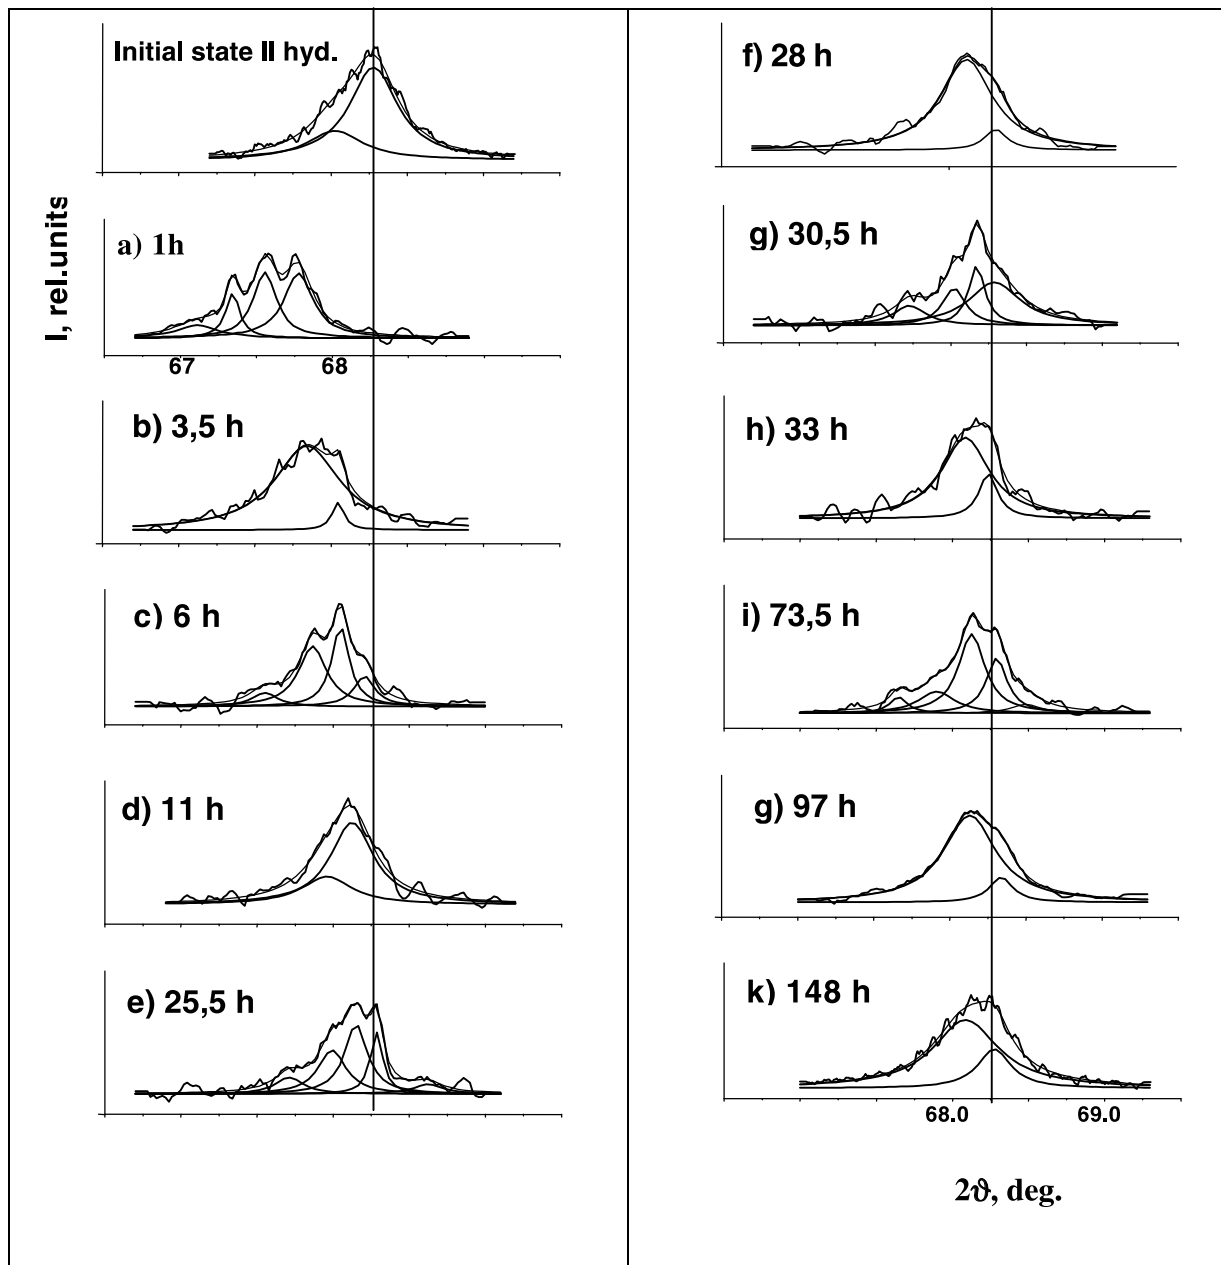 Initial state II hyd.
I, rel.units
a) 1h
67 68
b) 3,5 h
c) 6 h
d) 11 h
e) 25,5 h
f) 28 h
g) 30,5 h
h) 33 h
i) 73,5 h
g) 97 h
k) 148 h
68.0 69.0
2ϑ, deg.